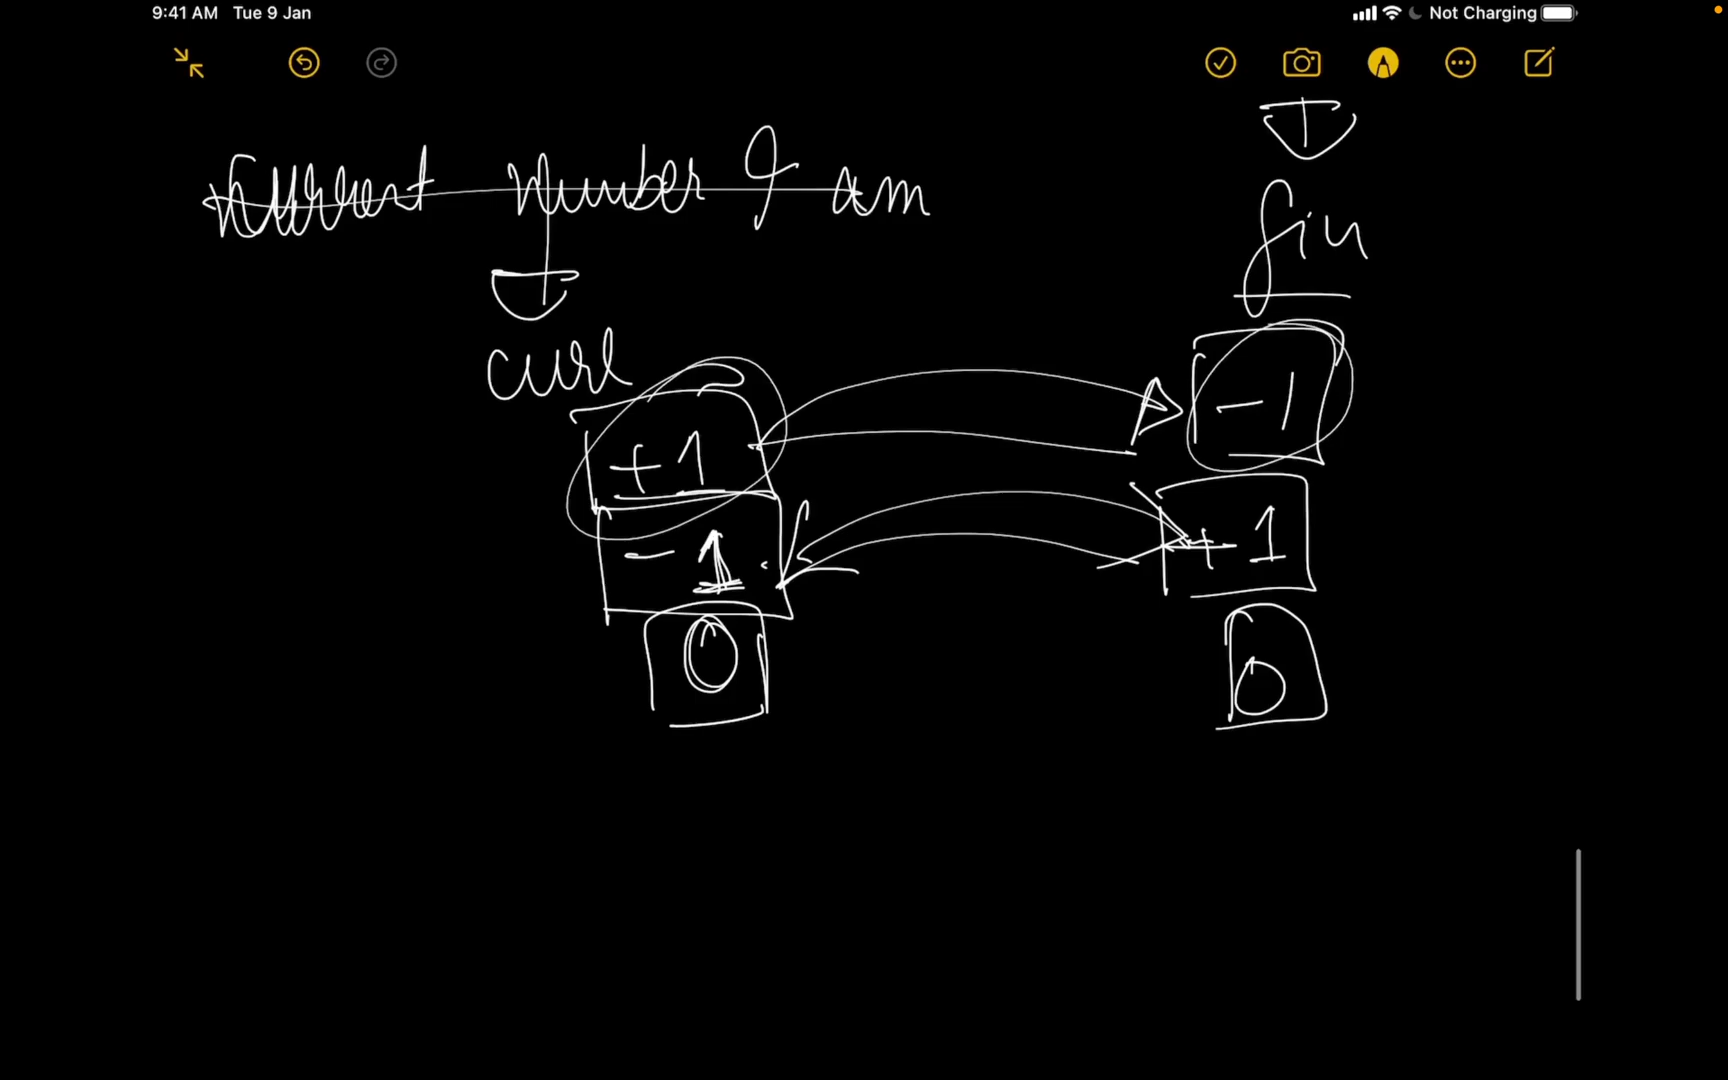 9:41 AM Tue 9 Jan
Not Charging
Current number I am
fin
curl
+1
-1
-1
+1
0
0